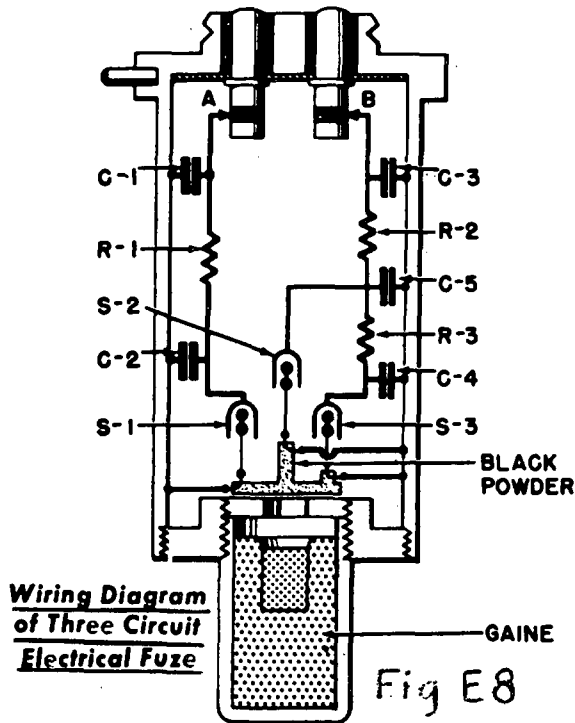 A
B
C-1
C-3
R-1
R-2
S-2
C-5
C-2
R-3
C-4
S-1
S-3
BLACK
POWDER
Wiring Diagram
of Three Circuit
Electrical Fuze
GAINE
Fig E8